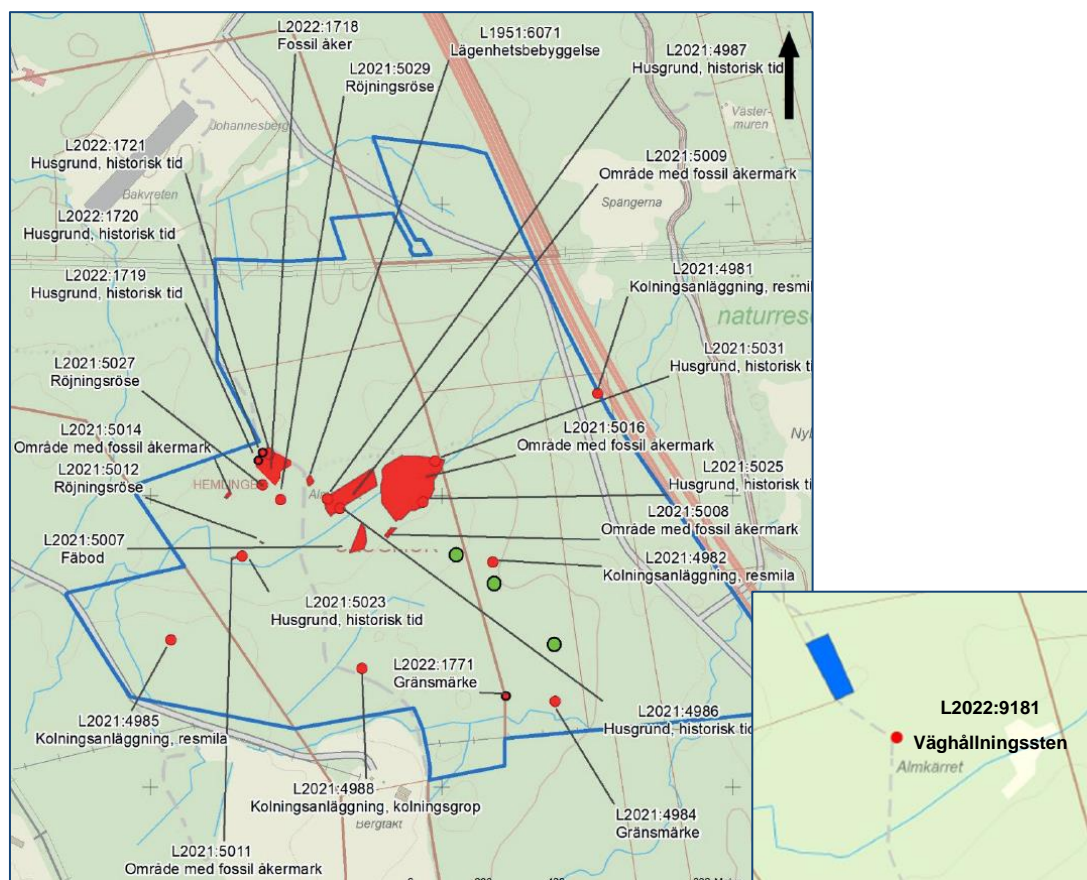 L2022:1718
Fossil åker
L1951:6071
Lägenhetsbebyggelse
L2021:4987
Husgrund, historisk tid
L2021:5029
Röjningsröse
Väster-
muren
Johannesberg
L2022:1721
Husgrund, historisk tid
L2021:5009
Område med fossil åkermark
Bakvreten
Spangerna
L2022:1720
Husgrund, historisk tid
L2021:4981
Kolningsanläggning, resmila
L2022:1719
Husgrund, historisk tid
naturres
L2021:5031
Husgrund, historisk ti
L2021:5027
Röjningsröse
L2021:5014
Område med fossil åkermark
L2021:5016
Område med fossil åkermark
L2021:5012
Röjningsröse
L2021:5025
Husgrund, historisk tid
L2021:5008
Område med fossil åkermark
L2021:5007
Fäbod
L2021:4982
Kolningsanläggning, resmila
L2021:5023
Husgrund, historisk tid
L2022:1771
Gränsmärke
L2021:4986
Husgrund, historisk tid
L2021:4985
Kolningsanläggning, resmila
L2021:4988
Kolningsanläggning, kolningsgrop
L2021:4984
Gränsmärke
Bergtäkt
L2021:5011
Område med fossil åkermark
L2022:9181
Väghållningssten
Almkärret